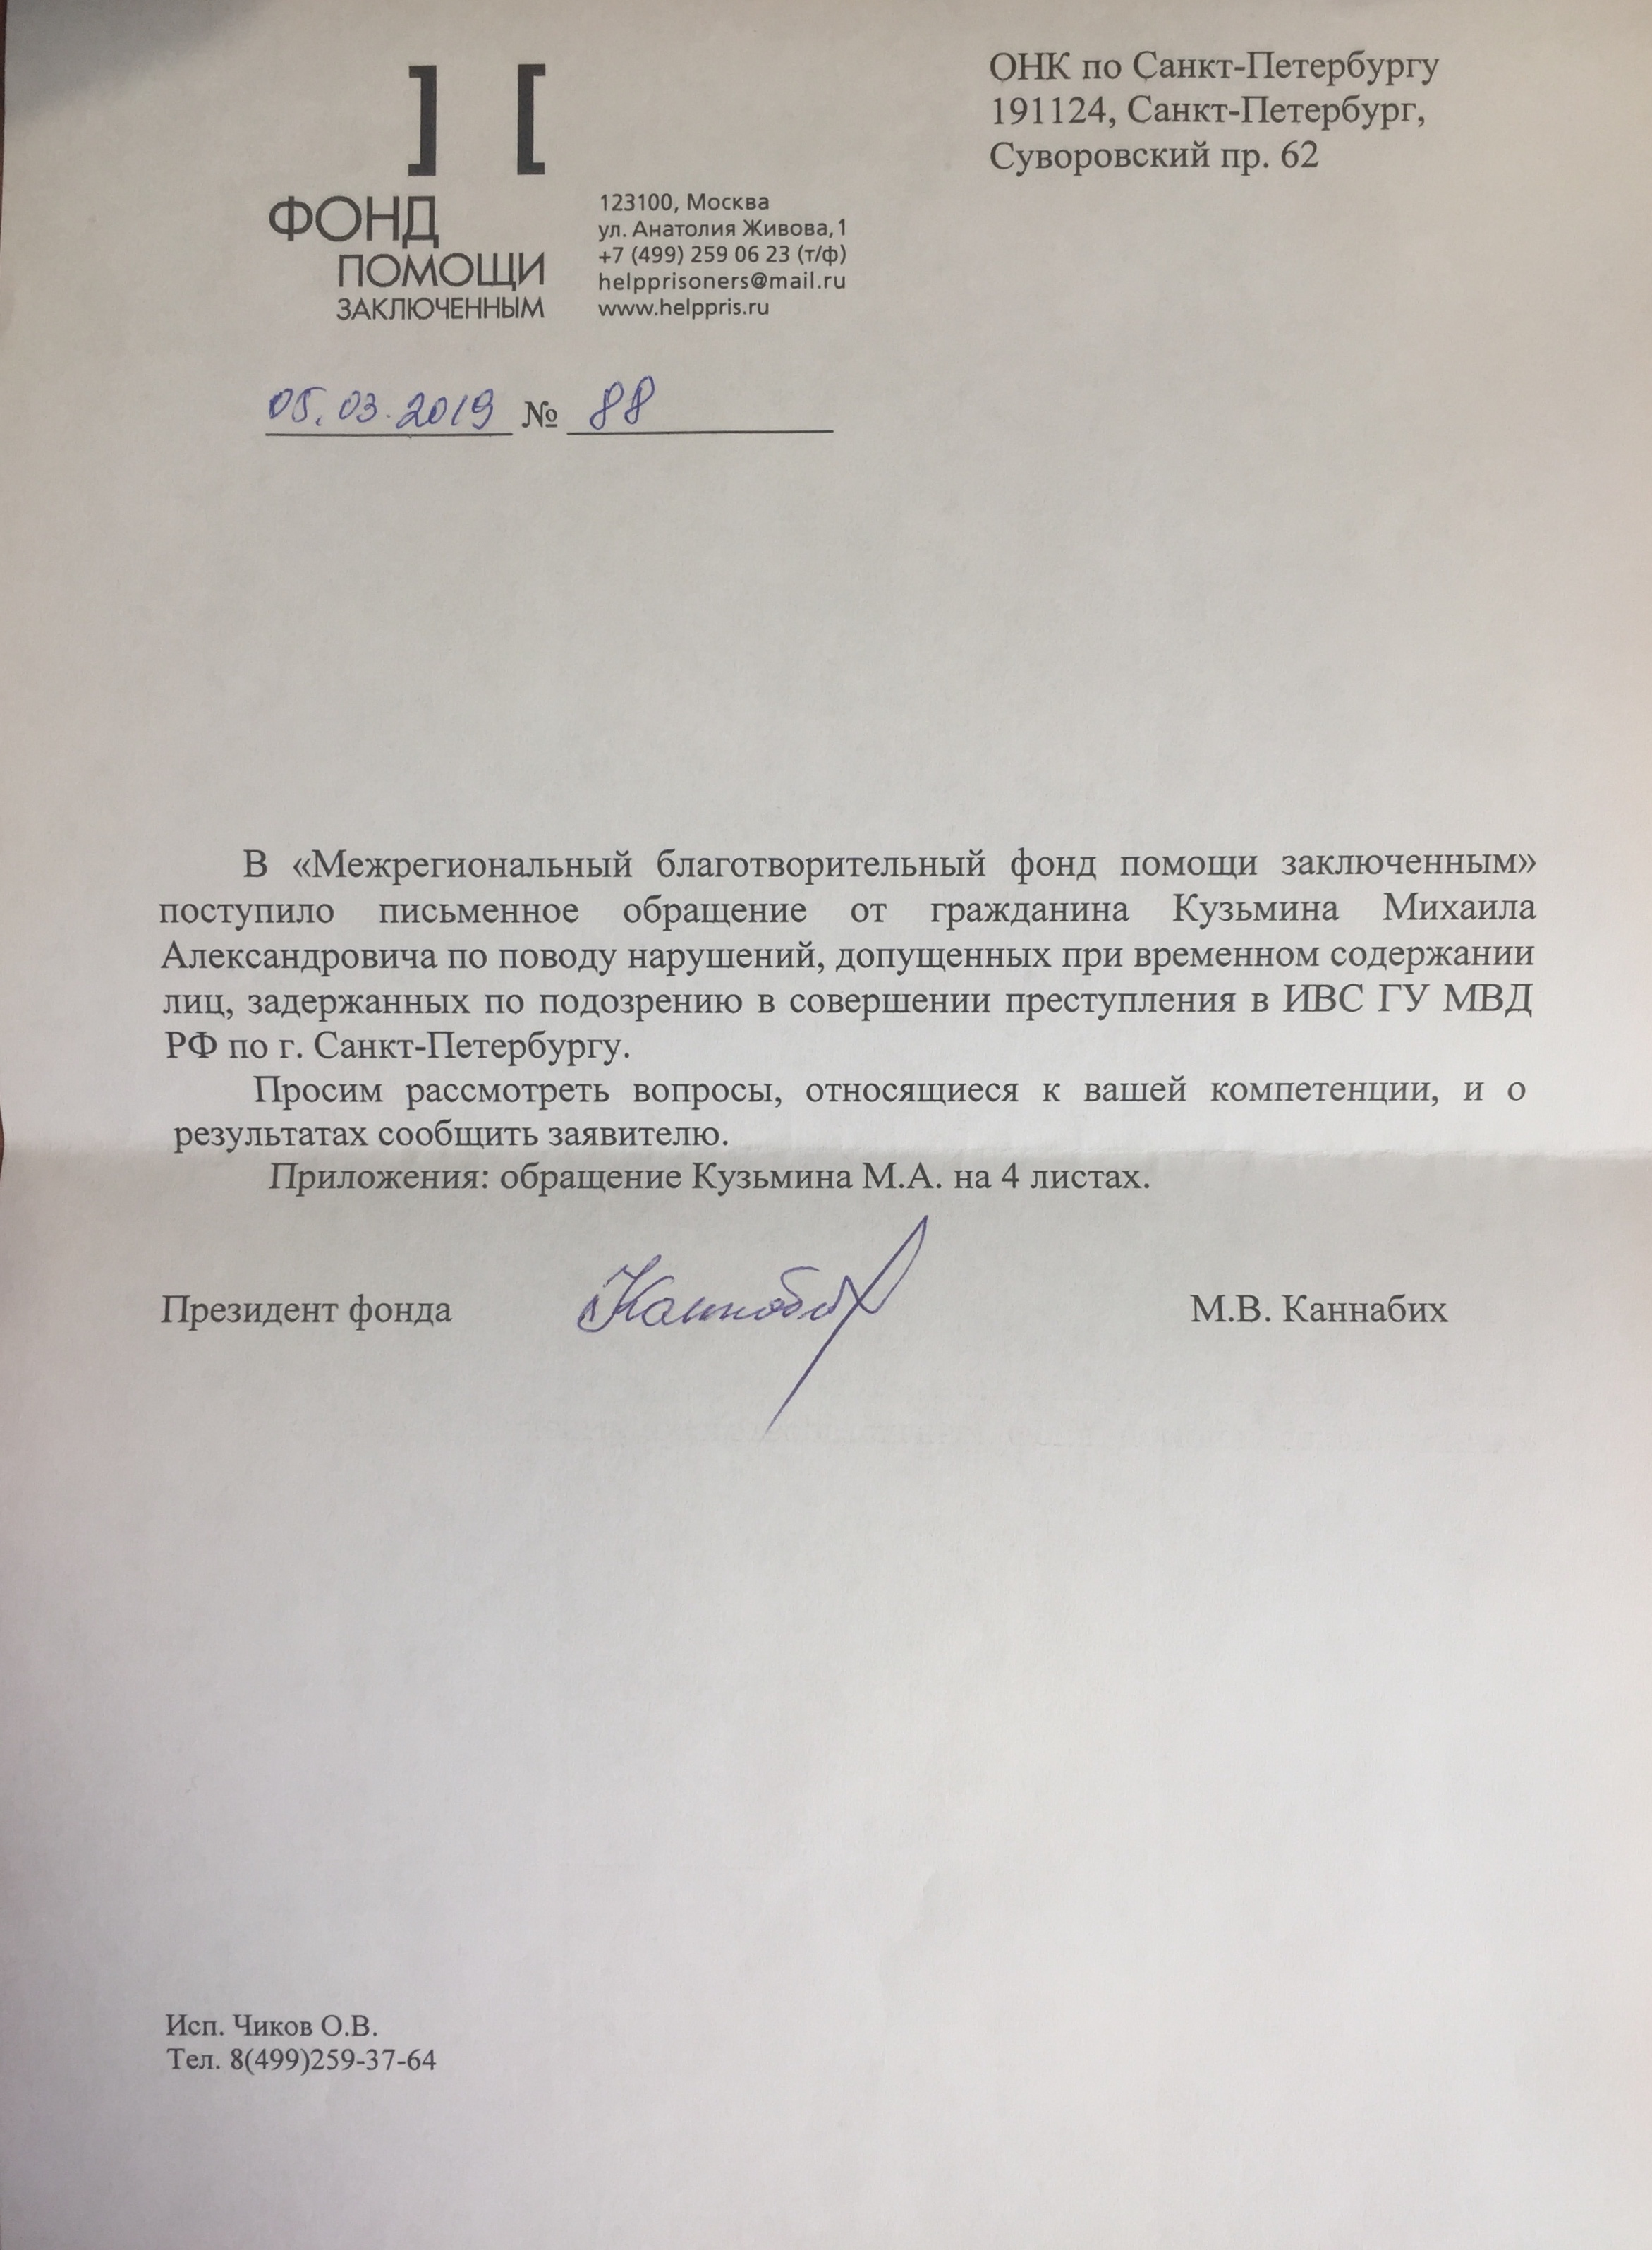 ] [
ФОНД
ПОМОЩИ
ЗАКЛЮЧЕННЫМ
123100, Москва
ул. Анатолия Живова, 1
+7 (499) 259 06 23 (т/ф)
helpprisoners@mail.ru
www.helppris.ru
ОНК по Санкт-Петербургу
191124, Санкт-Петербург,
Суворовский пр. 62
05.03.2019 № 88
В «Межрегиональный благотворительный фонд помощи заключенным»
поступило письменное обращение от гражданина Кузьмина Михаила
Александровича по поводу нарушений, допущенных при временном содержании
лиц, задержанных по подозрению в совершении преступления в ИВС ГУ МВД
РФ по г. Санкт-Петербургу.
Просим рассмотреть вопросы, относящиеся к вашей компетенции, и о
результатах сообщить заявителю.
Приложения: обращение Кузьмина М.А. на 4 листах.
Президент фонда Каннабих М.В. Каннабих
Исп. Чиков О.В.
Тел. 8(499)259-37-64